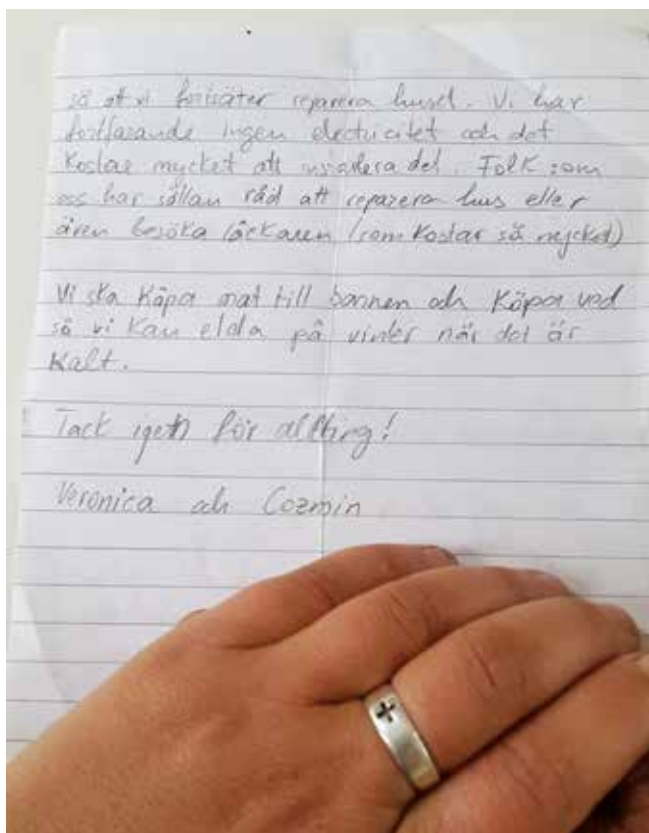 så att vi fortsäter reparera huset. Vi har
fortfarande ingen electricitet och det
Kostar mycket att det. Folk som
oss har sällan råd att reparera hus eller
även besöka läckaren (som Kostar så mycket)
Vi ska Köpa mat till barnen och Köpa ved
så vi Kan elda på vinter när det är
Kalt.
Tack igen för allting!
Veronica och Cozmin